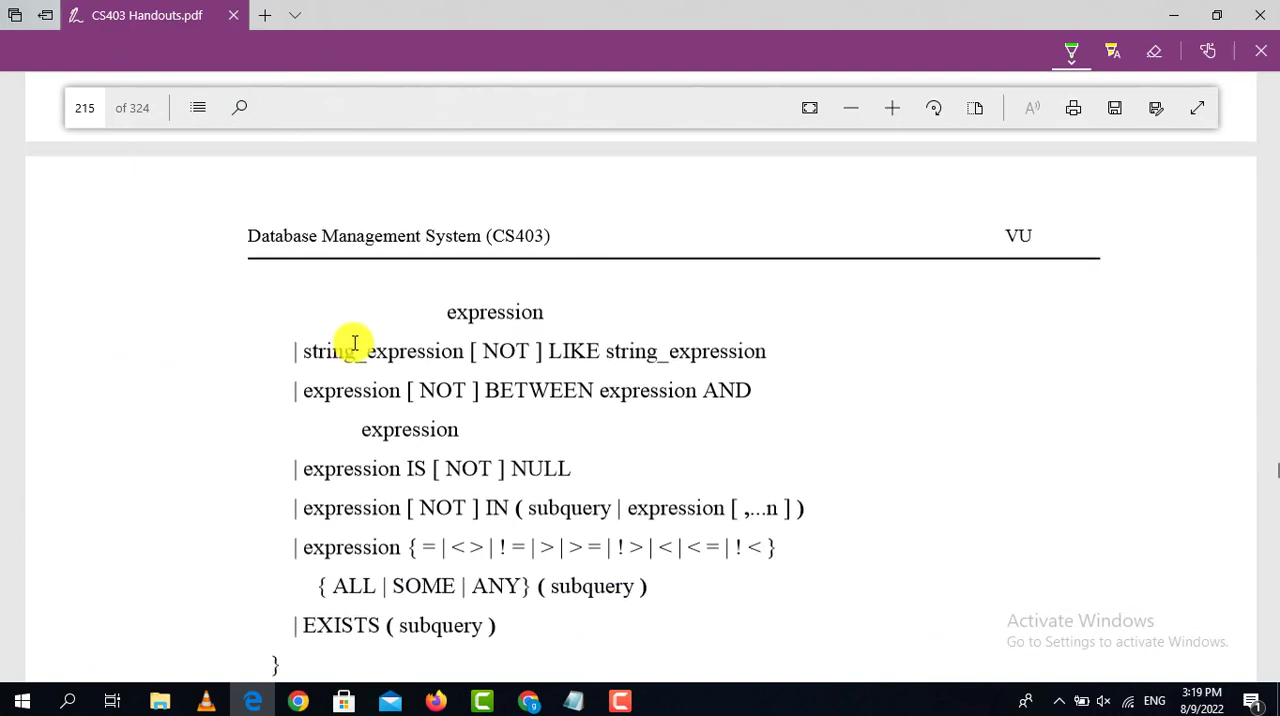 CS403 Handouts.pdf
215 of 324
Database Management System (CS403) VU
expression
| string_expression [ NOT ] LIKE string_expression
| expression [ NOT ] BETWEEN expression AND
expression
| expression IS [ NOT ] NULL
| expression [ NOT ] IN ( subquery | expression [ ,...n ] )
| expression { = | < > | ! = | > | > = | ! > | < | < = | ! < }
{ ALL | SOME | ANY} ( subquery )
| EXISTS ( subquery )
}
Activate Windows
Go to Settings to activate Windows.
ENG
3:19 PM
8/9/2022
1